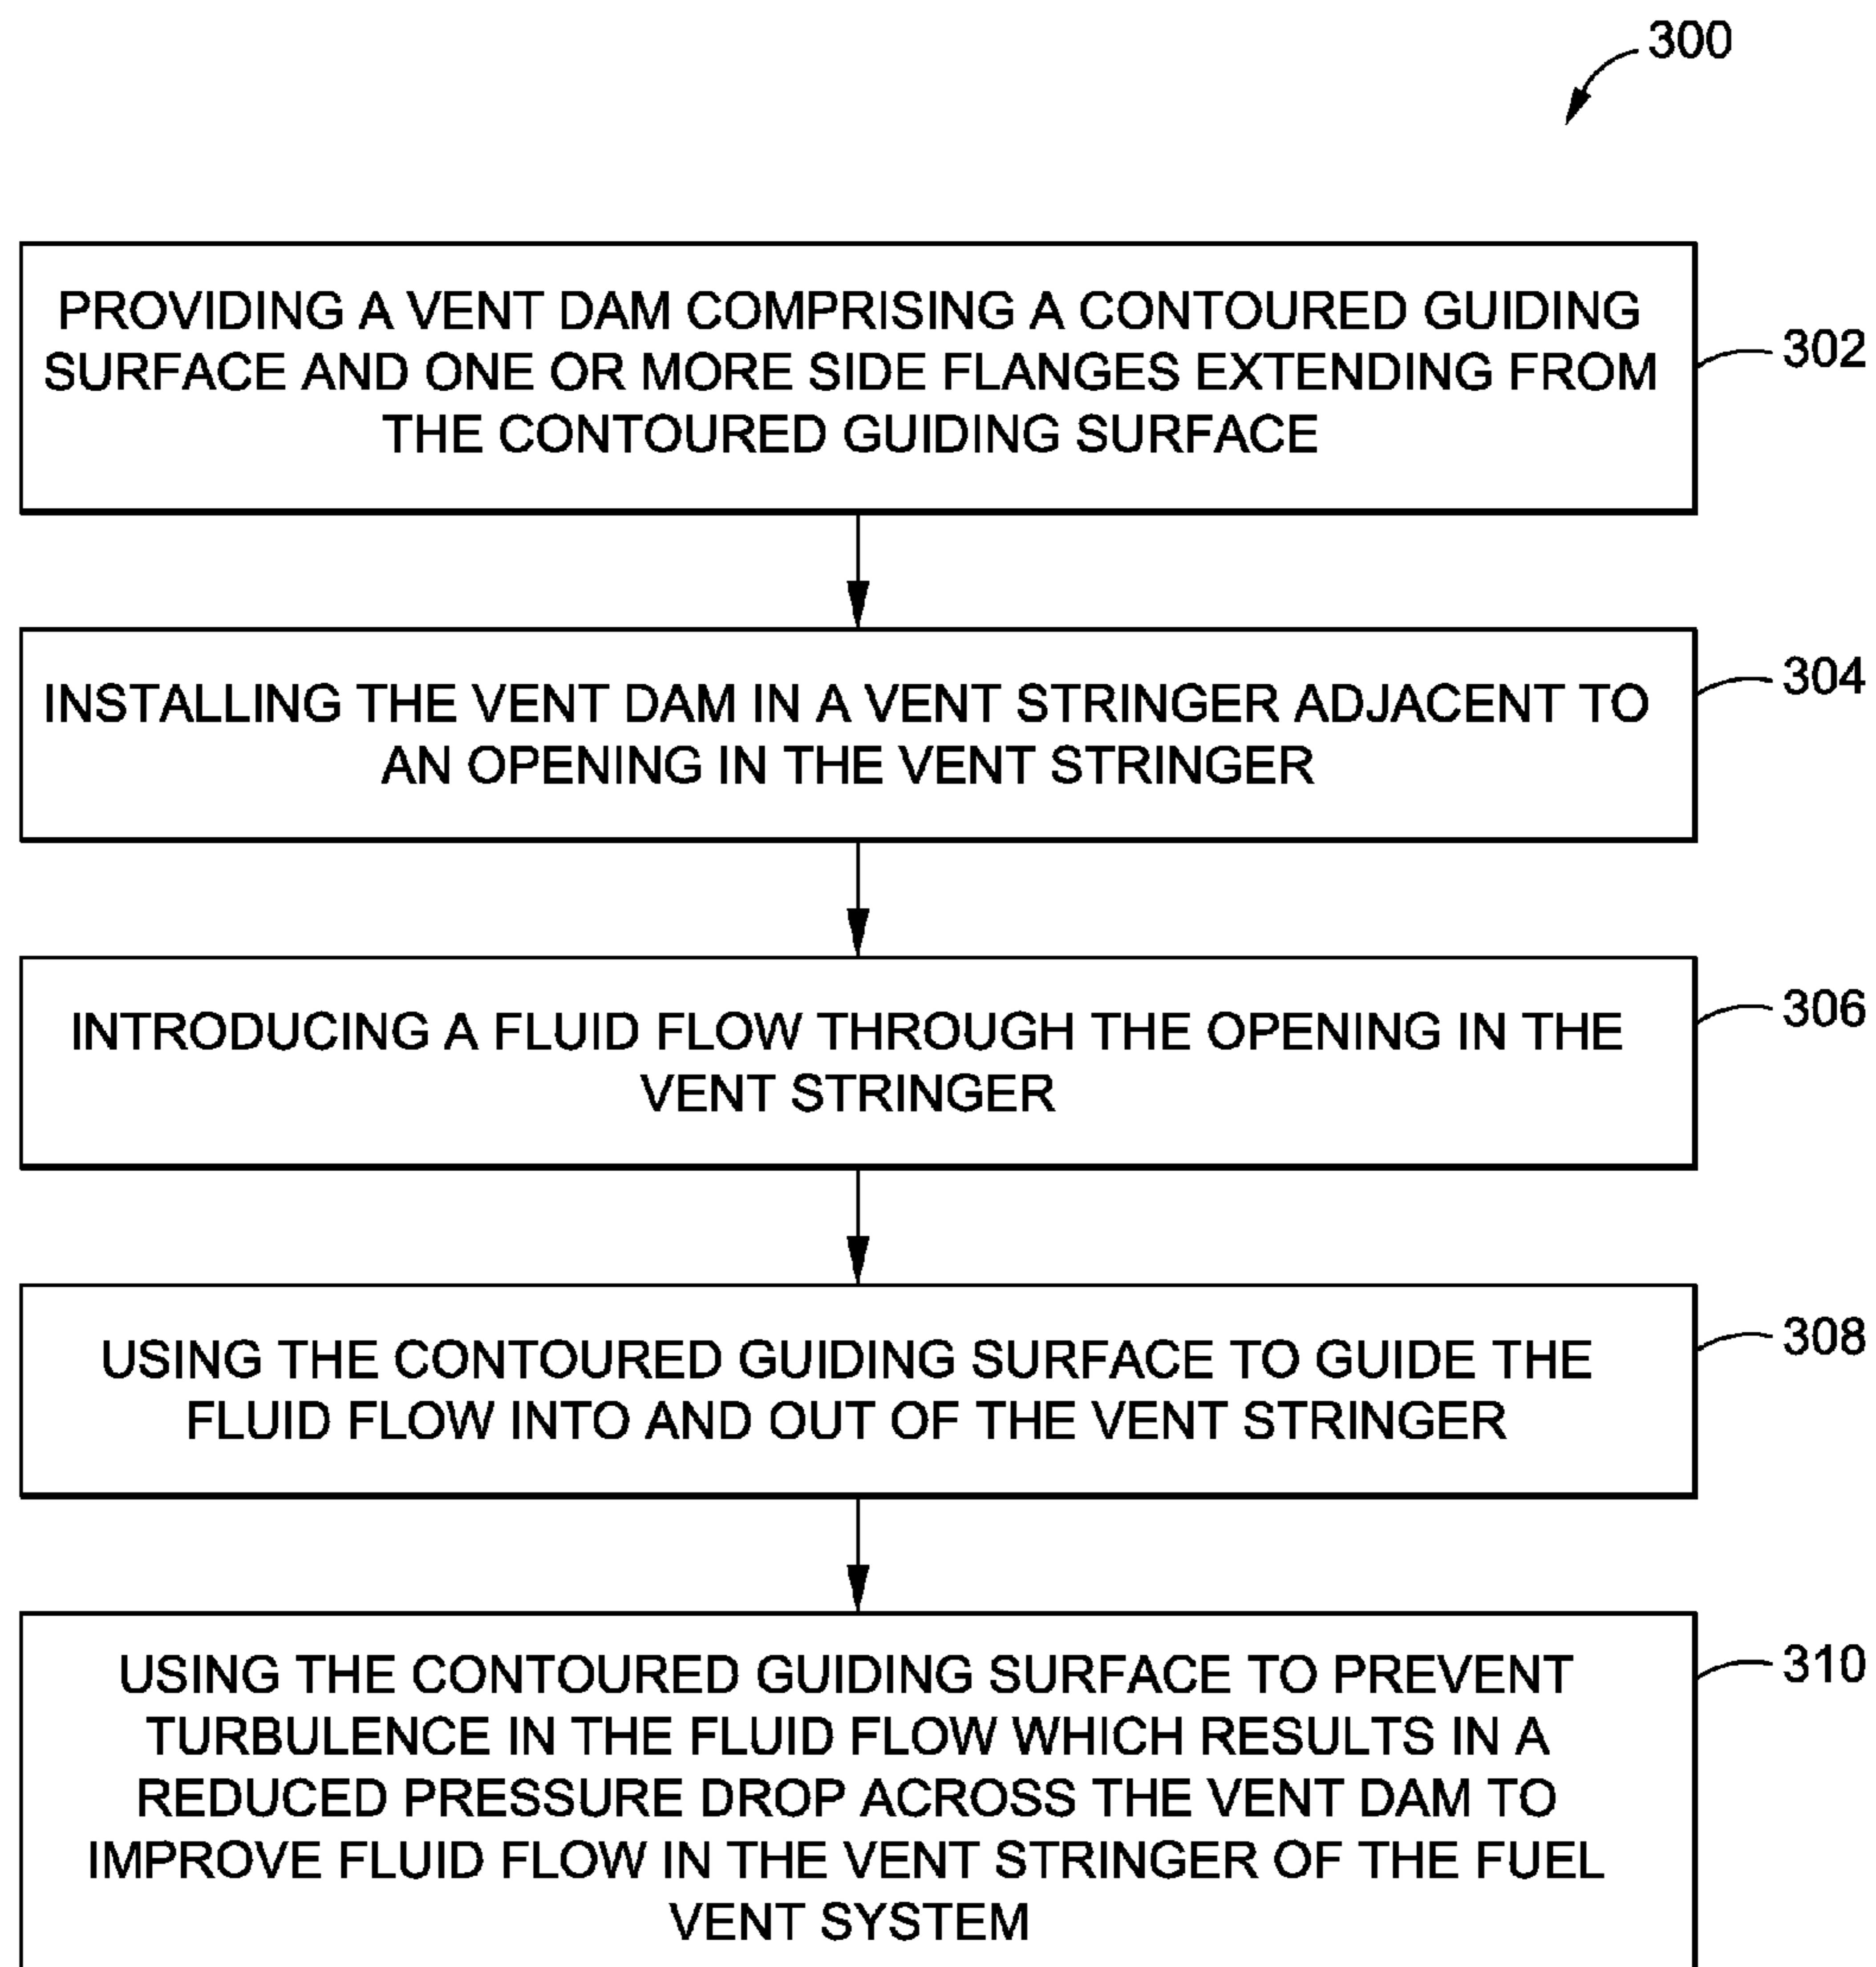 300
PROVIDING A VENT DAM COMPRISING A CONTOURED GUIDING
SURFACE AND ONE OR MORE SIDE FLANGES EXTENDING FROM
THE CONTOURED GUIDING SURFACE
302
INSTALLING THE VENT DAM IN A VENT STRINGER ADJACENT TO
AN OPENING IN THE VENT STRINGER
304
INTRODUCING A FLUID FLOW THROUGH THE OPENING IN THE
VENT STRINGER
306
USING THE CONTOURED GUIDING SURFACE TO GUIDE THE
FLUID FLOW INTO AND OUT OF THE VENT STRINGER
308
USING THE CONTOURED GUIDING SURFACE TO PREVENT
TURBULENCE IN THE FLUID FLOW WHICH RESULTS IN A
REDUCED PRESSURE DROP ACROSS THE VENT DAM TO
IMPROVE FLUID FLOW IN THE VENT STRINGER OF THE FUEL
VENT SYSTEM
310